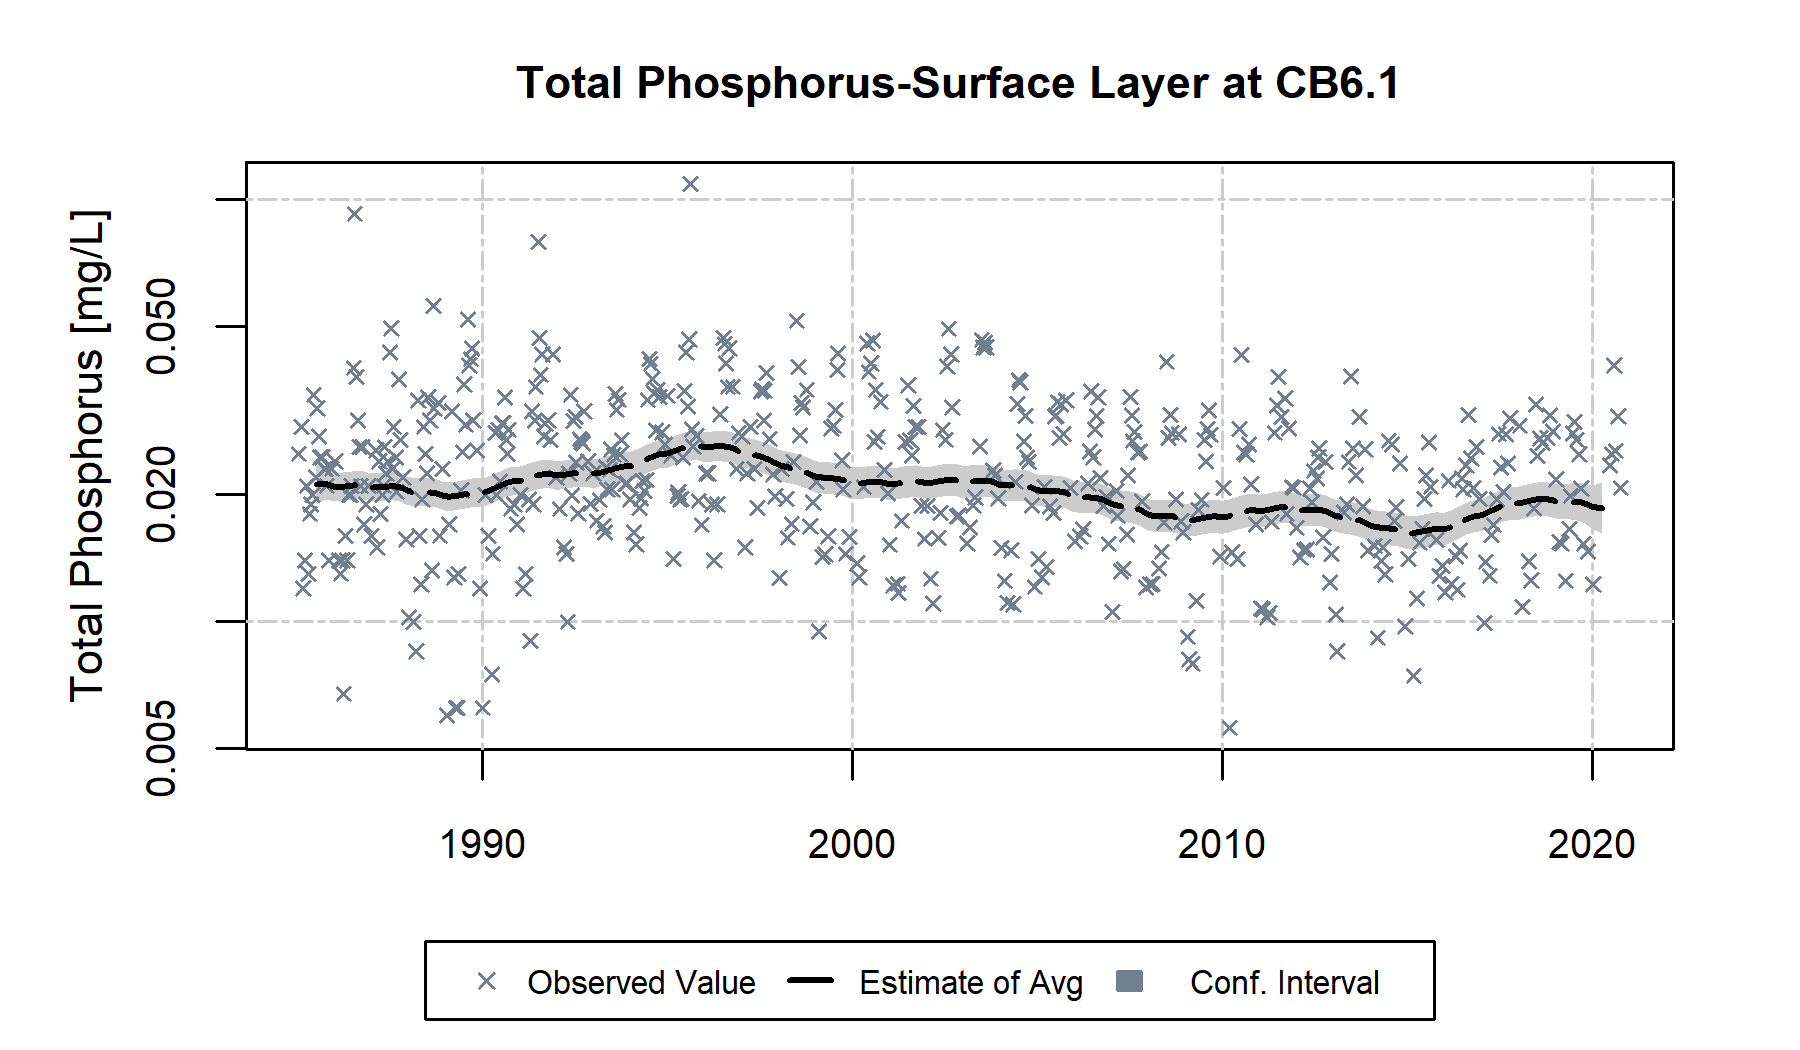 Total Phosphorus-Surface Layer at CB6.1
Total Phosphorus [mg/L]
0.050
0.020
0.005
1990 2000 2010 2020
Observed Value Estimate of Avg Conf. Interval